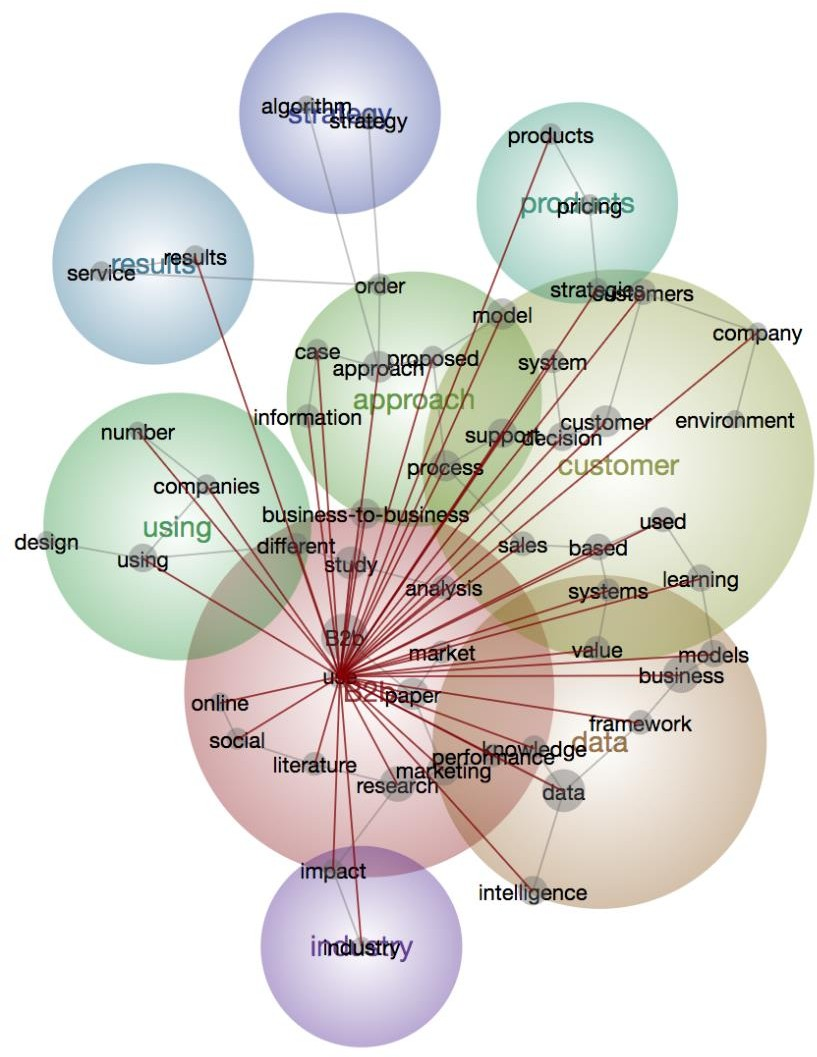 algorithm
strategy
strategy
products
products
pricing
results
results
service
order
strategies
customers
model
company
case
proposed
approach
system
approach
information
customer
environment
support
decision
number
process
customer
companies
using
business-to-business
used
design
different
sales
based
using
study
learning
analysis
systems
B2b
market
value
models
use
business
B2b
paper
online
framework
social
knowledge
data
performance
literature
marketing
research
data
impact
intelligence
industry
industry